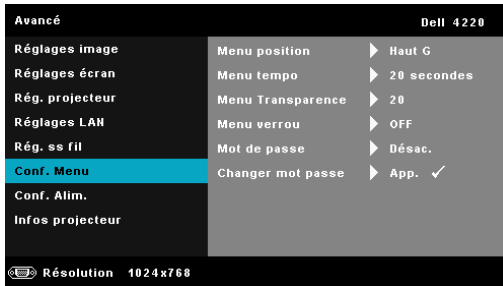 Avancé Dell 4220
Réglages image
Réglages écran
Rég. projecteur
Réglages LAN
Rég. ss fil
Conf. Menu
Conf. Alim.
Infos projecteur
Menu position Haut G
Menu tempo 20 secondes
Menu Transparence 20
Menu verrou OFF
Mot de passe Désac.
Changer mot passe App.
Résolution 1024x768